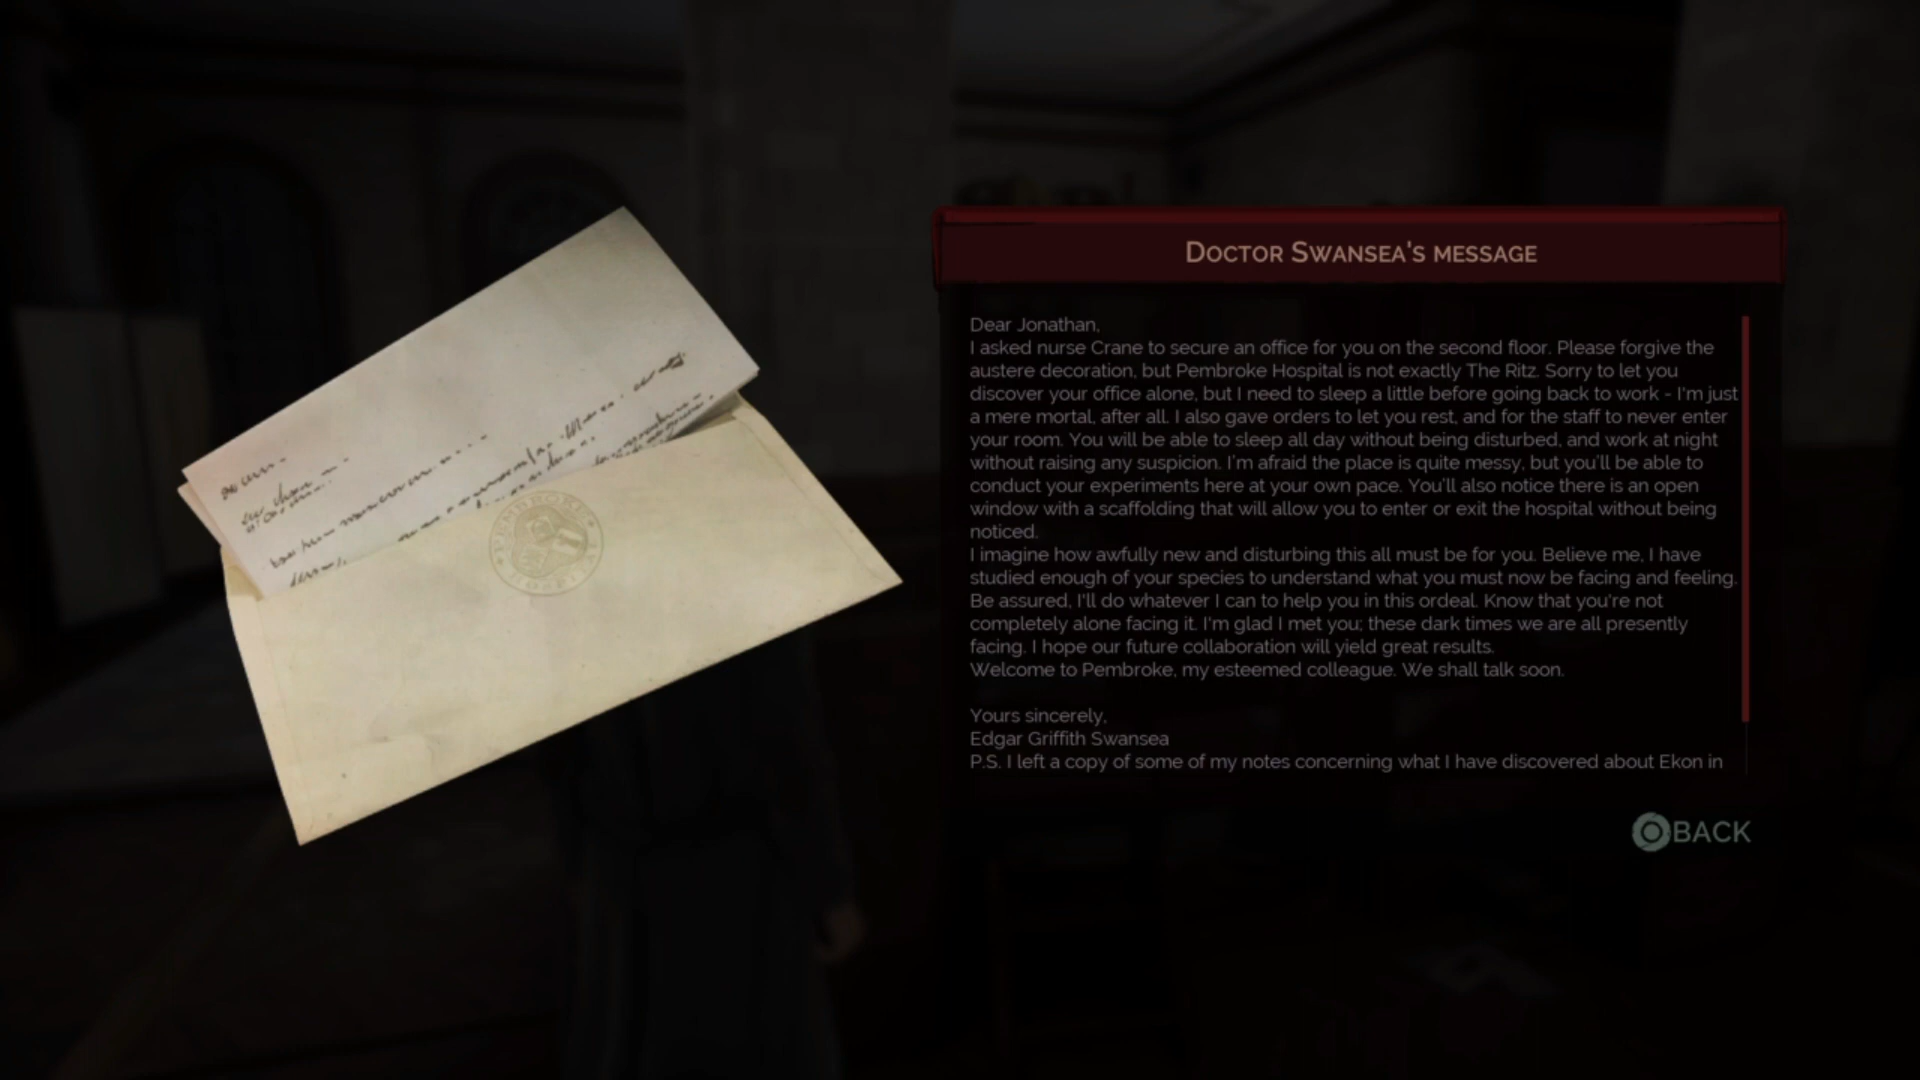 Doctor Swansea's message
Dear Jonathan,
I asked nurse Crane to secure an office for you on the second floor. Please forgive the
austere decoration, but Pembroke Hospital is not exactly The Ritz. Sorry to let you
discover your office alone, but I need to sleep a little before going back to work - I'm just
a mere mortal, after all. I also gave orders to let you rest, and for the staff to never enter
your room. You will be able to sleep all day without being disturbed, and work at night
without raising any suspicion. I'm afraid the place is quite messy, but you'll be able to
conduct your experiments here at your own pace. You'll also notice there is an open
window with a scaffolding that will allow you to enter or exit the hospital without being
noticed.
I imagine how awfully new and disturbing this all must be for you. Believe me, I have
studied enough of your species to understand what you must now be facing and feeling.
Be assured, I'll do whatever I can to help you in this ordeal. Know that you're not
completely alone facing it. I'm glad I met you; these dark times we are all presently
facing. I hope our future collaboration will yield great results.
Welcome to Pembroke, my esteemed colleague. We shall talk soon.
Yours sincerely,
Edgar Griffith Swansea
P.S. I left a copy of some of my notes concerning what I have discovered about Ekon in
BACK